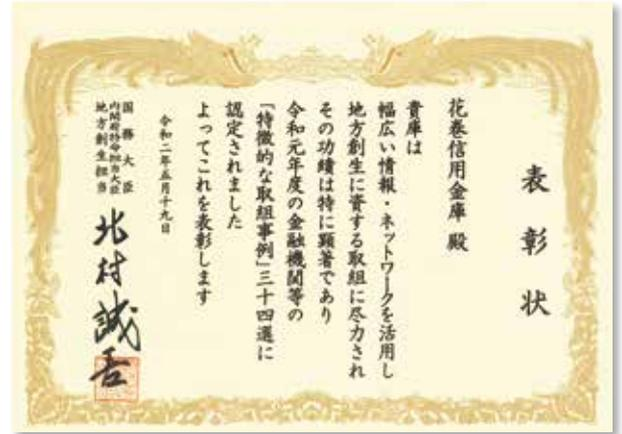 表彰状
花巻信用金庫 殿
貴庫は
幅広い情報・ネットワークを活用し
地方創生に資する取組に尽力され
その功績は特に顕著であり
令和元年度の金融機関等の
「特徴的な取組事例」三十四選に
認定されました
よってこれを表彰します
令和二年五月十九日
国務大臣
内閣府特命担当大臣
地方創生担当
北村誠吾